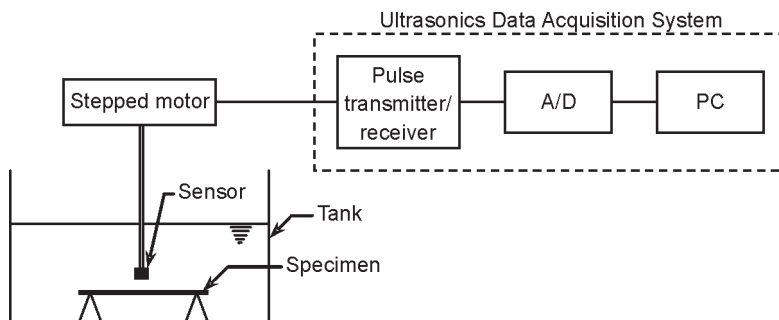 Ultrasonics Data Acquisition System
Stepped motor
Pulse
transmitter/
receiver
A/D
PC
Sensor
Tank
Specimen